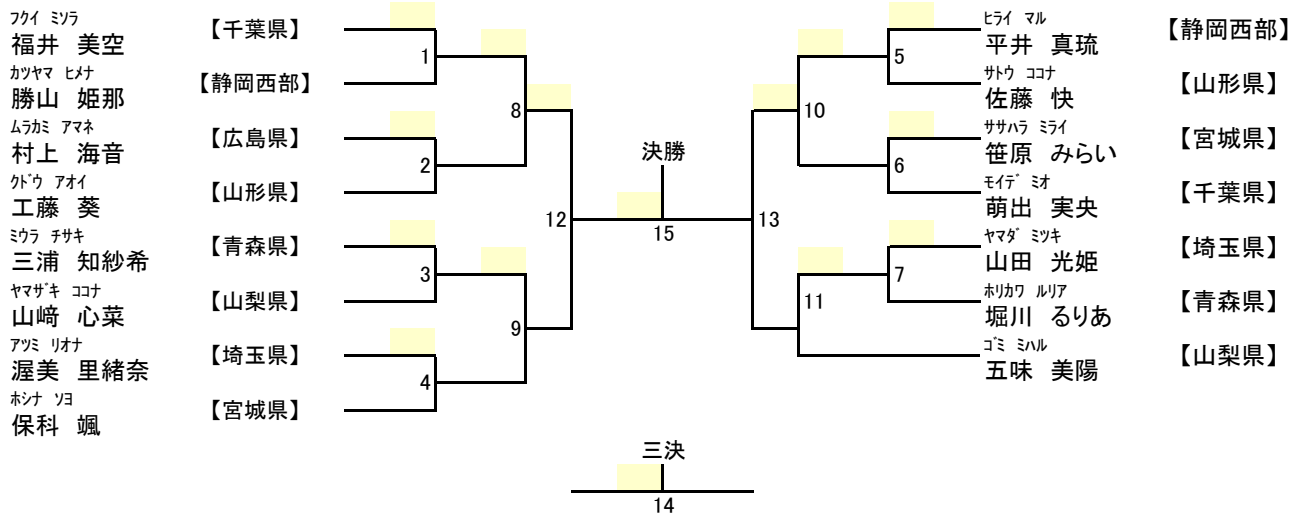 フクイ ミソラ
福井 美空 【千葉県】
1
カツヤマ ヒメナ
勝山 姫那 【静岡西部】
8
ムラカミ アマネ
村上 海音 【広島県】
2
クドウ アオイ
工藤 葵 【山形県】
12
ミウラ チサキ
三浦 知紗希 【青森県】
3
ヤマザキ ココナ
山﨑 心菜 【山梨県】
9
アツミ リオナ
渥美 里緒奈 【埼玉県】
4
ホシナ ソヨ
保科 颯 【宮城県】
決勝
15
三決
14
ヒライ マル
平井 真琉 【静岡西部】
5
サトウ ココナ
佐藤 快 【山形県】
10
ササハラ ミライ
笹原 みらい 【宮城県】
6
モイデ ミオ
萌出 実央 【千葉県】
13
ヤマダ ミツキ
山田 光姫 【埼玉県】
7
ホリカワ ルリア
堀川 るりあ 【青森県】
11
ゴミ ミハル
五味 美陽 【山梨県】